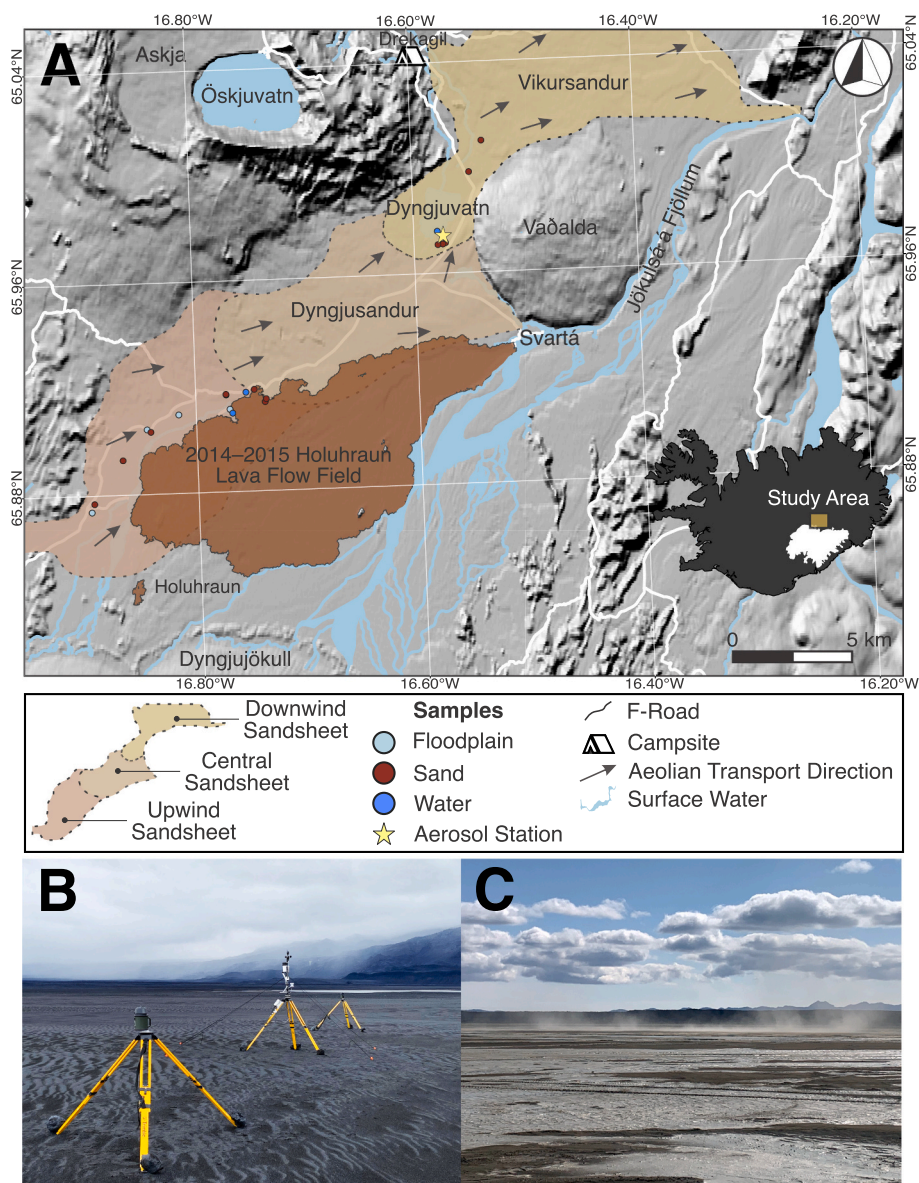 16.80°W
16.60°W
16.40°W
16.20°W
A
Askja
Drekagil
65.04°N
65.04°N
Öskjuvatn
Vikursandur
Dyngjuvatn
Vaðalda
Jökulsá á Fjöllum
65.96°N
65.96°N
Dyngjusandur
Svartá
2014–2015 Holuhraun
Lava Flow Field
65.88°N
65.88°N
Study Area
Holuhraun
0
5 km
Dyngjujökull
16.80°W
16.60°W
16.40°W
16.20°W
Downwind
Sandsheet
Central
Sandsheet
Upwind
Sandsheet
Samples
Floodplain
Sand
Water
Aerosol Station
F-Road
Campsite
Aeolian Transport Direction
Surface Water
B
C